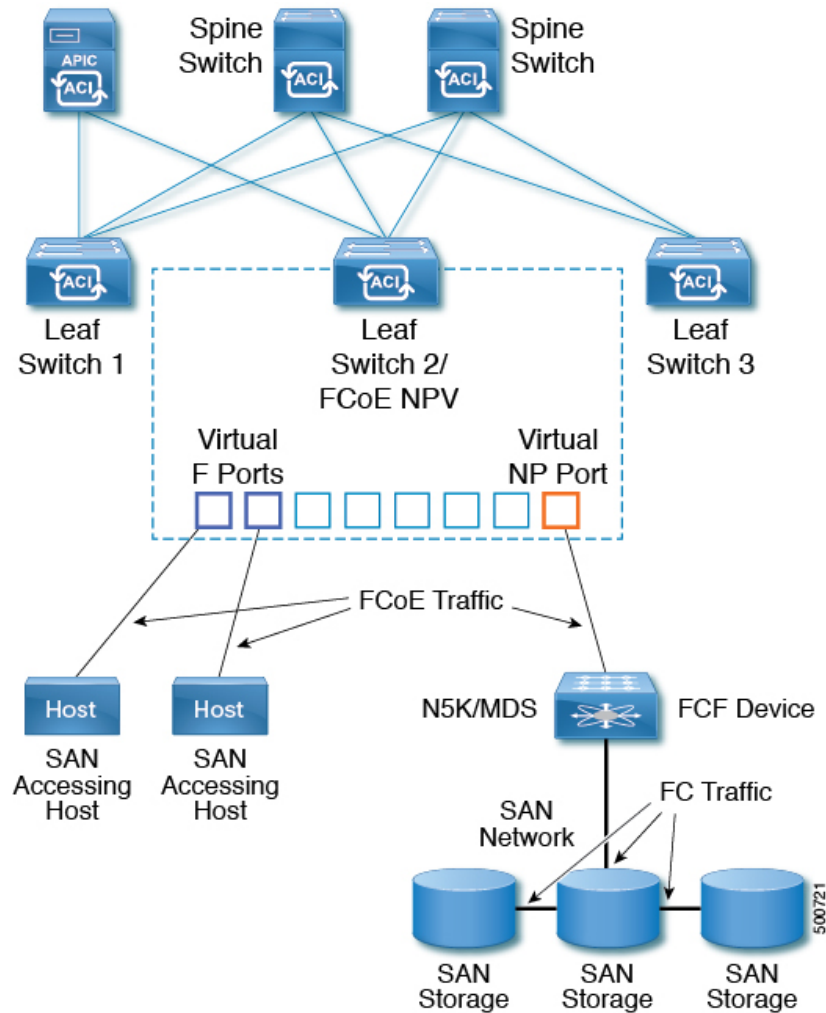 APIC
ACI
Spine
Switch
ACI
Spine
Switch
ACI
ACI
Leaf
Switch 1
ACI
Leaf
Switch 2/
FCoE NPV
ACI
Leaf
Switch 3
Virtual
F Ports
Virtual
NP Port
FCoE Traffic
Host
SAN
Accessing
Host
Host
SAN
Accessing
Host
N5K/MDS
FCF Device
FC Traffic
SAN
Network
SAN
Storage
SAN
Storage
SAN
Storage
500721